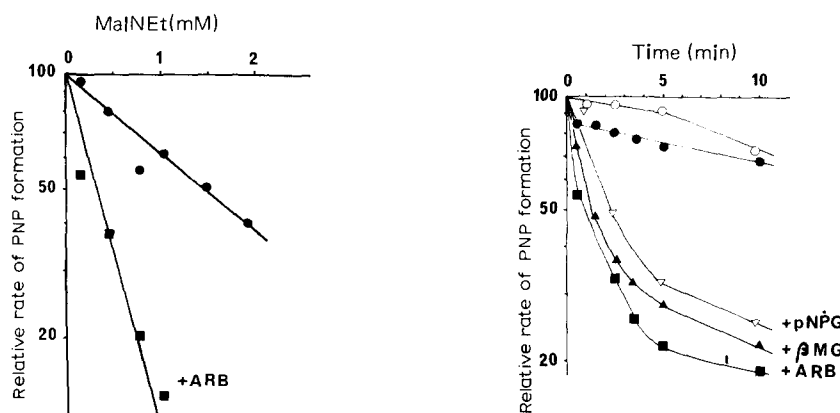 MalNEt(mM)
0 1 2
100
50
20
Relative rate of PNP formation
+ARB
Time (min)
0 5 10
100
50
20
Relative rate of PNP formation
+pNPG
+βMG
+ARB